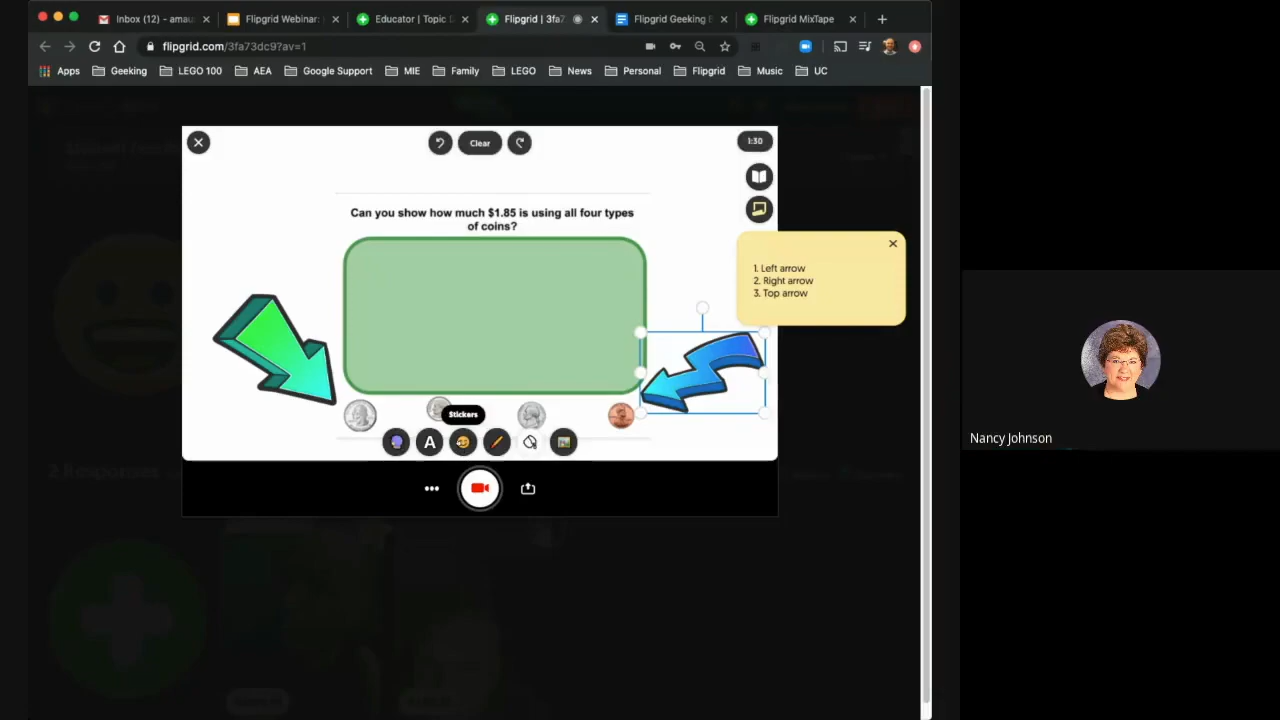 Inbox (12) - amau
Flipgrid Webinar:
Educator | Topic D
Flipgrid | 3fa7
Flipgrid Geeking
Flipgrid MixTape
flipgrid.com/3fa73dc9?av=1
Apps
Geeking
LEGO 100
AEA
Google Support
MIE
Family
LEGO
News
Personal
Flipgrid
Music
UC
Clear
1:30
Can you show how much $1.85 is using all four types
of coins?
1. Left arrow
2. Right arrow
3. Top arrow
Stickers
A
Nancy Johnson
2 Responses